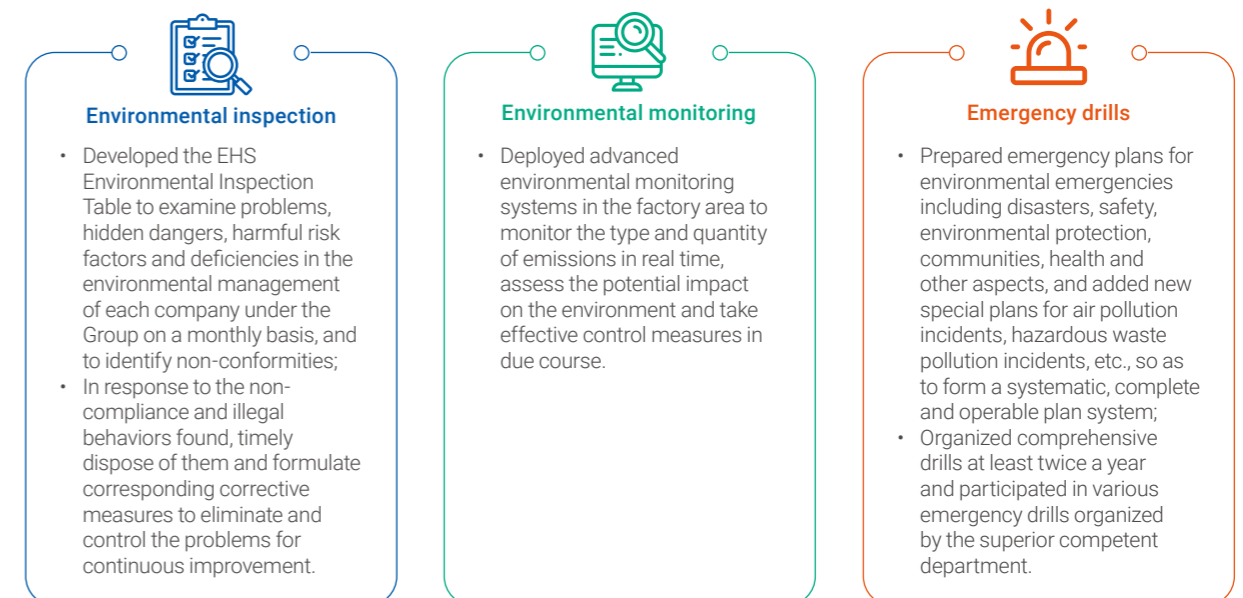 Environmental inspection
• Developed the EHS
Environmental Inspection
Table to examine problems,
hidden dangers, harmful risk
factors and deficiencies in the
environmental management
of each company under the
Group on a monthly basis, and
to identify non-conformities;
• In response to the non-
compliance and illegal
behaviors found, timely
dispose of them and formulate
corresponding corrective
measures to eliminate and
control the problems for
continuous improvement.
Environmental monitoring
• Deployed advanced
environmental monitoring
systems in the factory area to
monitor the type and quantity
of emissions in real time,
assess the potential impact
on the environment and take
effective control measures in
due course.
Emergency drills
• Prepared emergency plans for
environmental emergencies
including disasters, safety,
environmental protection,
communities, health and
other aspects, and added new
special plans for air pollution
incidents, hazardous waste
pollution incidents, etc., so as
to form a systematic, complete
and operable plan system;
• Organized comprehensive
drills at least twice a year
and participated in various
emergency drills organized
by the superior competent
department.